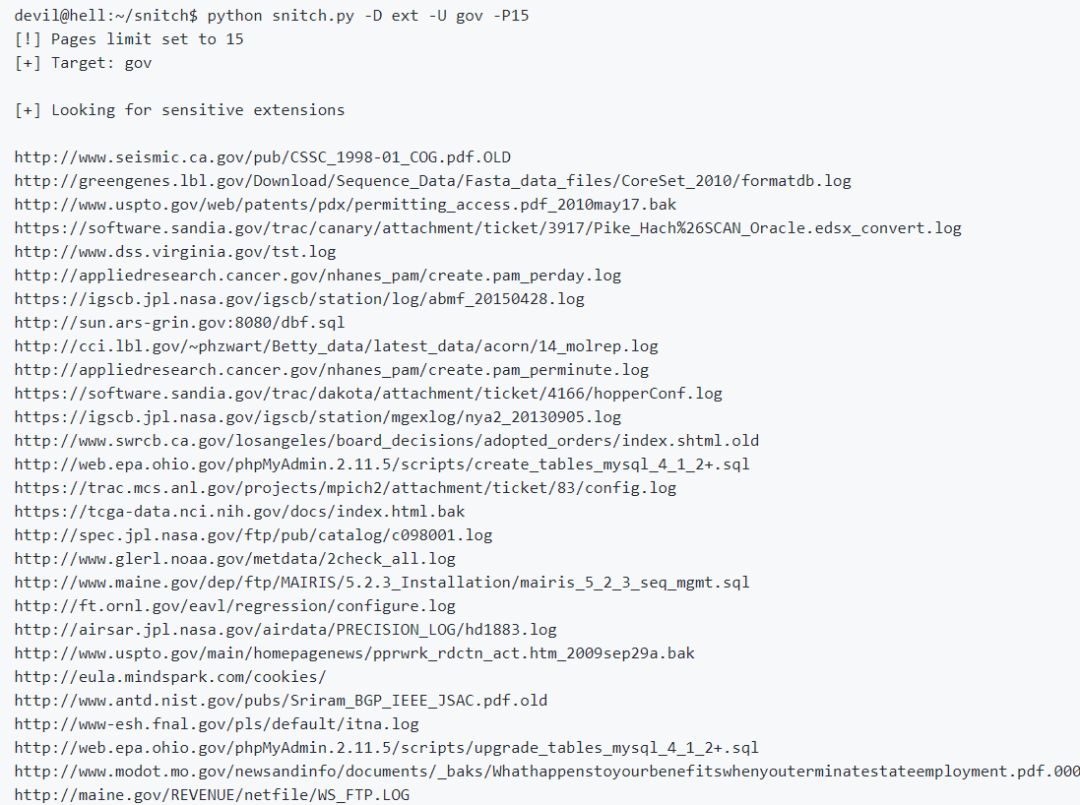 devil@hell:~/snitch$ python snitch.py -D ext -U gov -P15
[!] Pages limit set to 15
[+] Target: gov
[+] Looking for sensitive extensions
http://www.seismic.ca.gov/pub/CSSC_1998-01_COG.pdf.OLD
http://greengenes.lbl.gov/Download/Sequence_Data/Fasta_data_files/CoreSet_2010/formatdb.log
http://www.uspto.gov/web/patents/pdx/permitting_access.pdf_2010may17.bak
https://software.sandia.gov/trac/canary/attachment/ticket/3917/Pike_Hach%26SCAN_Oracle.edsx_convert.log
http://www.dss.virginia.gov/tst.log
http://appliedresearch.cancer.gov/nhanes_pam/create.pam_perday.log
https://igscb.jpl.nasa.gov/igscb/station/log/abmf_20150428.log
http://sun.ars-grin.gov:8080/dbf.sql
http://cci.lbl.gov/~phzwart/Betty_data/latest_data/acorn/14_molrep.log
http://appliedresearch.cancer.gov/nhanes_pam/create.pam_perminute.log
https://software.sandia.gov/trac/dakota/attachment/ticket/4166/hopperConf.log
https://igscb.jpl.nasa.gov/igscb/station/mgexlog/nya2_20130905.log
http://www.swrcb.ca.gov/losangeles/board_decisions/adopted_orders/index.shtml.old
http://web.epa.ohio.gov/phpMyAdmin.2.11.5/scripts/create_tables_mysql_4_1_2+.sql
https://trac.mcs.anl.gov/projects/mpich2/attachment/ticket/83/config.log
https://tcga-data.nci.nih.gov/docs/index.html.bak
http://spec.jpl.nasa.gov/ftp/pub/catalog/c098001.log
http://www.glerl.noaa.gov/metdata/2check_all.log
http://www.maine.gov/dep/ftp/MAIRIS/5.2.3_Installation/mairis_5_2_3_seq_mgmt.sql
http://ft.ornl.gov/eavl/regression/configure.log
http://airsar.jpl.nasa.gov/airdata/PRECISION_LOG/hd1883.log
http://www.uspto.gov/main/homepagenews/pprwrk_rdctn_act.htm_2009sep29a.bak
http://eula.mindspark.com/cookies/
http://www.antd.nist.gov/pubs/Sriram_BGP_IEEE_JSAC.pdf.old
http://www-esh.fnal.gov/pls/default/itna.log
http://web.epa.ohio.gov/phpMyAdmin.2.11.5/scripts/upgrade_tables_mysql_4_1_2+.sql
http://www.modot.mo.gov/newsandinfo/documents/_baks/Whathappenstoyourbenefitswhenyouterminatestateemployment.pdf.000
http://maine.gov/REVENUE/netfile/WS_FTP.LOG